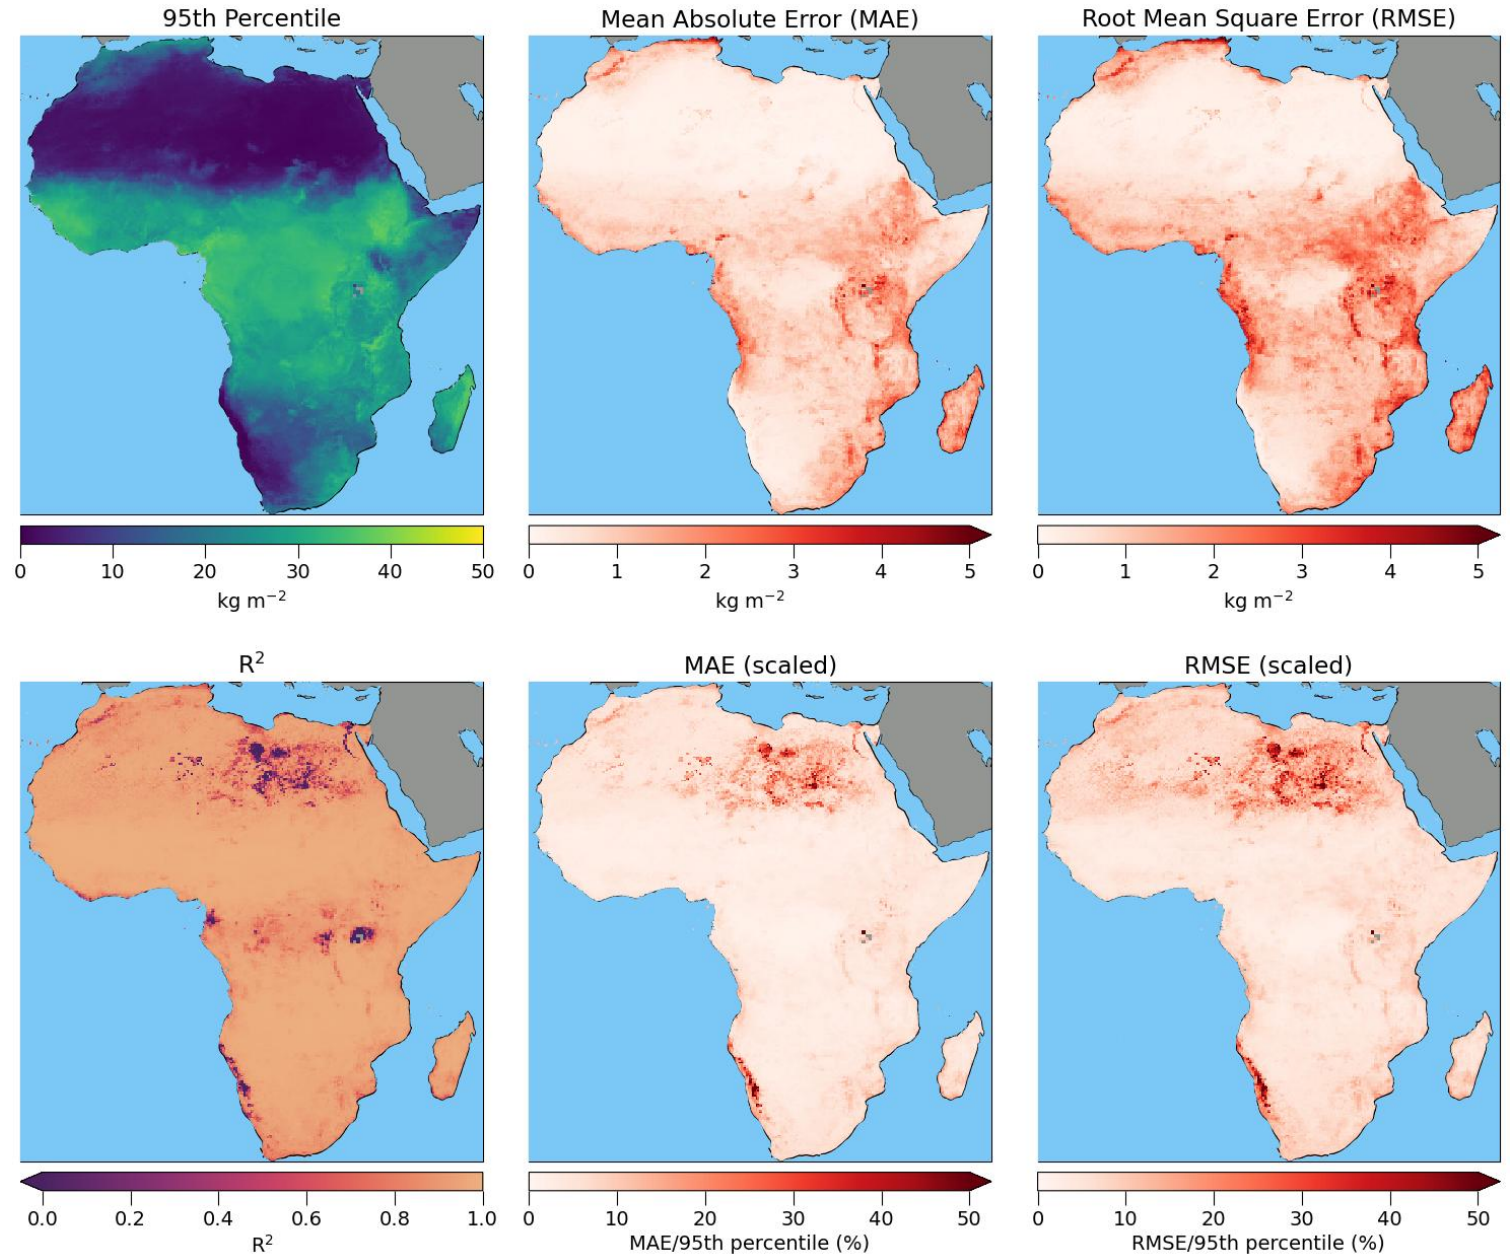 95th Percentile
Mean Absolute Error (MAE)
Root Mean Square Error (RMSE)
0 10 20 30 40 50
kg m⁻²
0 1 2 3 4 5
kg m⁻²
0 1 2 3 4 5
kg m⁻²
R²
MAE (scaled)
RMSE (scaled)
0.0 0.2 0.4 0.6 0.8 1.0
R²
0 10 20 30 40 50
MAE/95th percentile (%)
0 10 20 30 40 50
RMSE/95th percentile (%)